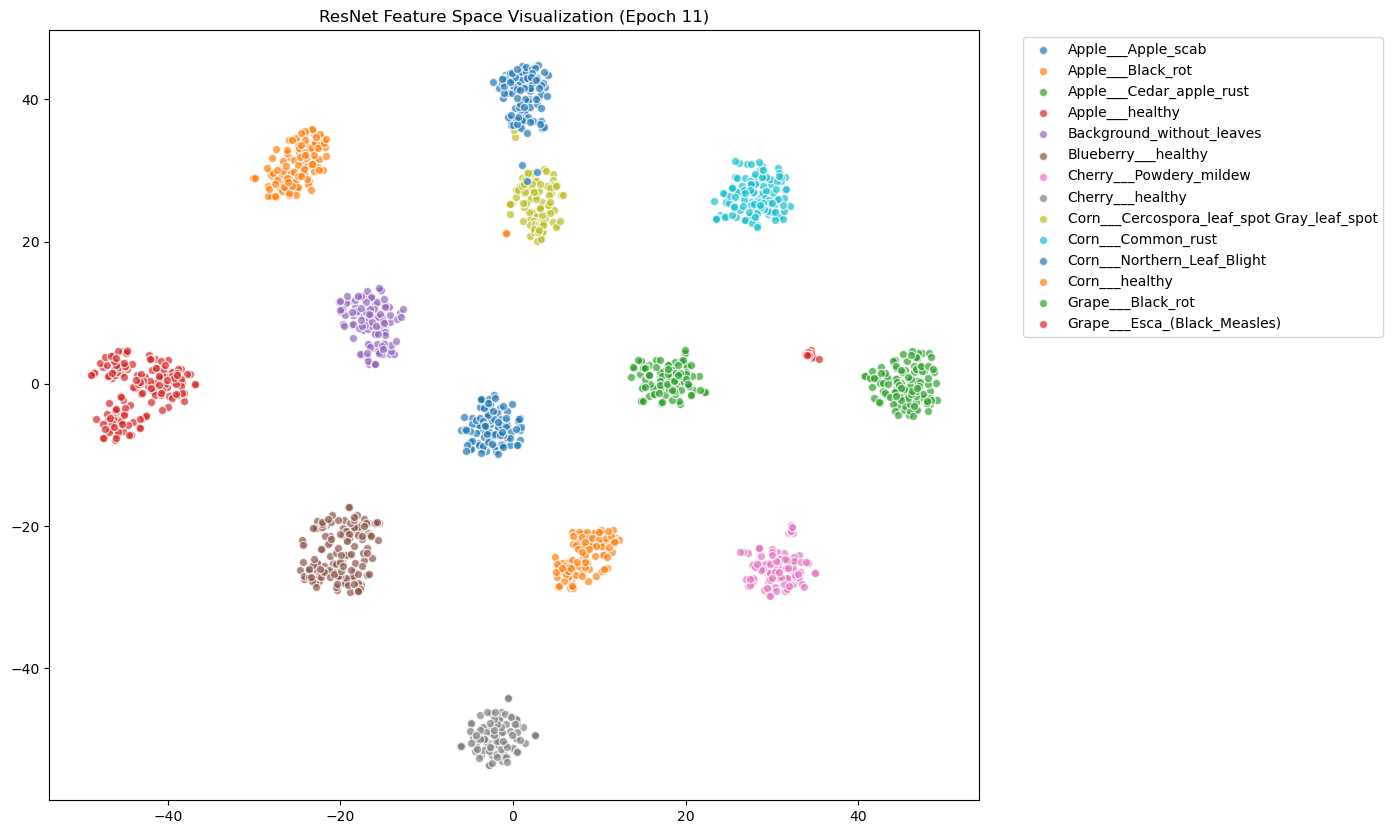 ResNet Feature Space Visualization (Epoch 11)
Apple___Apple_scab
Apple___Black_rot
Apple___Cedar_apple_rust
Apple___healthy
Background_without_leaves
Blueberry___healthy
Cherry___Powdery_mildew
Cherry___healthy
Corn___Cercospora_leaf_spot Gray_leaf_spot
Corn___Common_rust
Corn___Northern_Leaf_Blight
Corn___healthy
Grape___Black_rot
Grape___Esca_(Black_Measles)
40
20
0
−20
−40
−40
−20
0
20
40